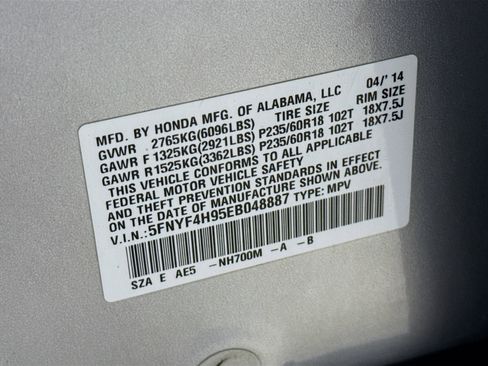 MFD. BY HONDA MFG. OF ALABAMA, LLC 04/'14
GVWR 2765KG(6096LBS) TIRE SIZE RIM SIZE
GAWR F 1325KG(2921LBS) P235/60R18 102T 18X7.5J
GAWR R 1525KG(3362LBS) P235/60R18 102T 18X7.5J
THIS VEHICLE CONFORMS TO ALL APPLICABLE
FEDERAL MOTOR VEHICLE SAFETY
AND THEFT PREVENTION STANDARDS IN EFFECT
ON THE DATE OF MANUFACTURE SHOWN ABOVE.
V.I.N.: 5FNYF4H95EB048887 TYPE: MPV
SZA E AE5 -NH700M -A -B